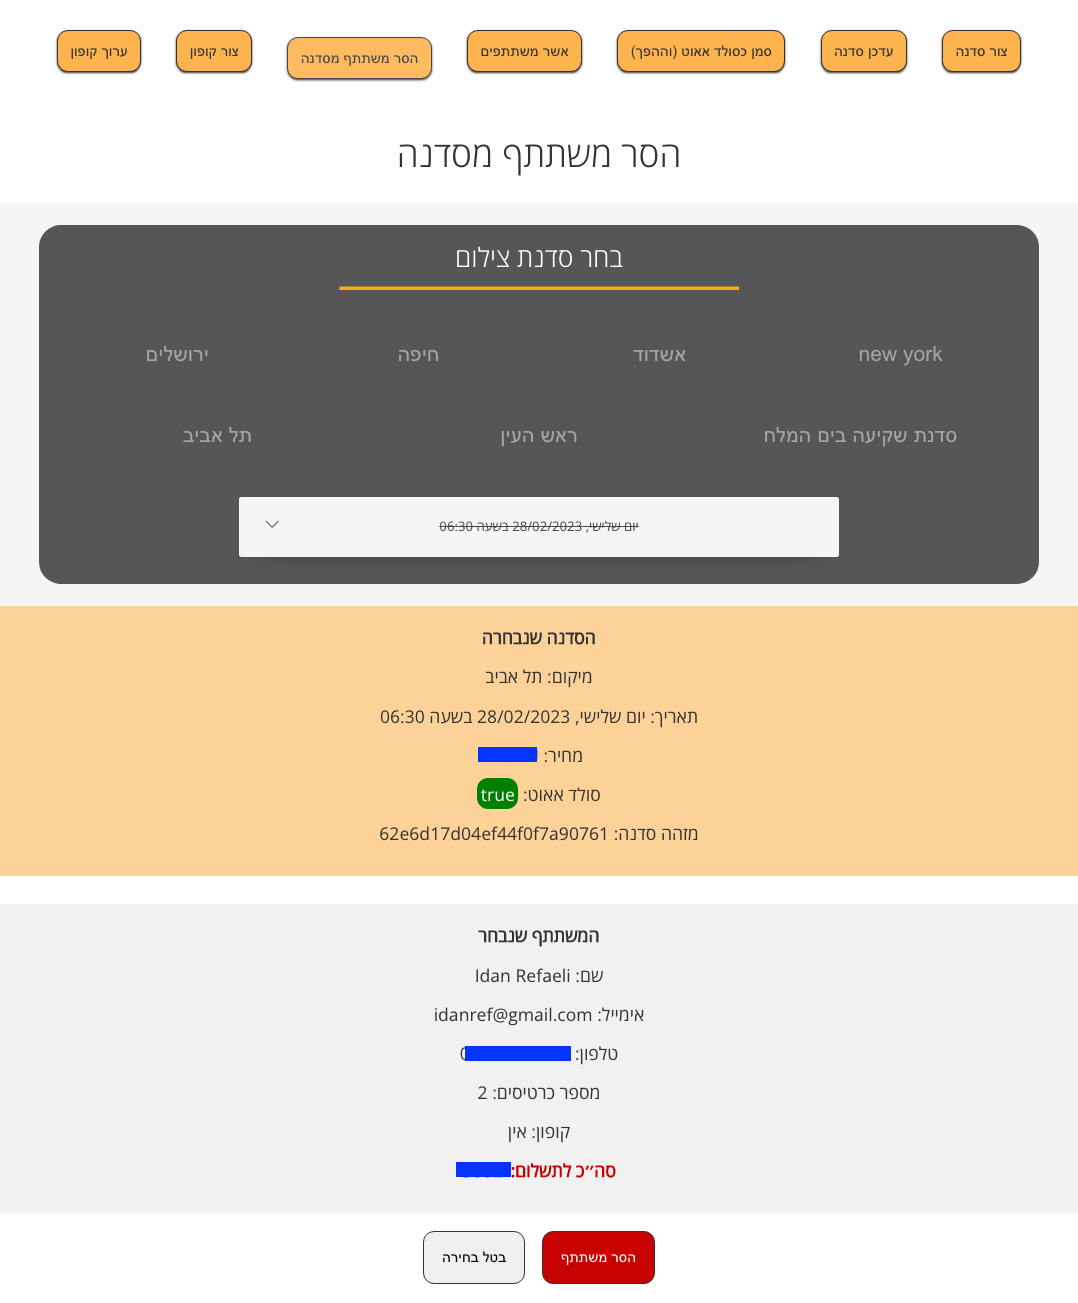 צור סדנה
עדכן סדנה
סמן כסולד אאוט (וההפך)
אשר משתתפים
הסר משתתף מסדנה
צור קופון
ערוך קופון
הסר משתתף מסדנה
בחר סדנת צילום
new york
אשדוד
חיפה
ירושלים
סדנת שקיעה בים המלח
ראש העין
תל אביב
יום שלישי, 28/02/2023 בשעה 06:30
הסדנה שנבחרה
מיקום: תל אביב
תאריך: יום שלישי, 28/02/2023 בשעה 06:30
מחיר:
סולד אאוט: true
מזהה סדנה: 62e6d17d04ef44f0f7a90761
המשתתף שנבחר
שם: Idan Refaeli
אימייל: idanref@gmail.com
טלפון:
מספר כרטיסים: 2
קופון: אין
סה״כ לתשלום:
הסר משתתף
בטל בחירה